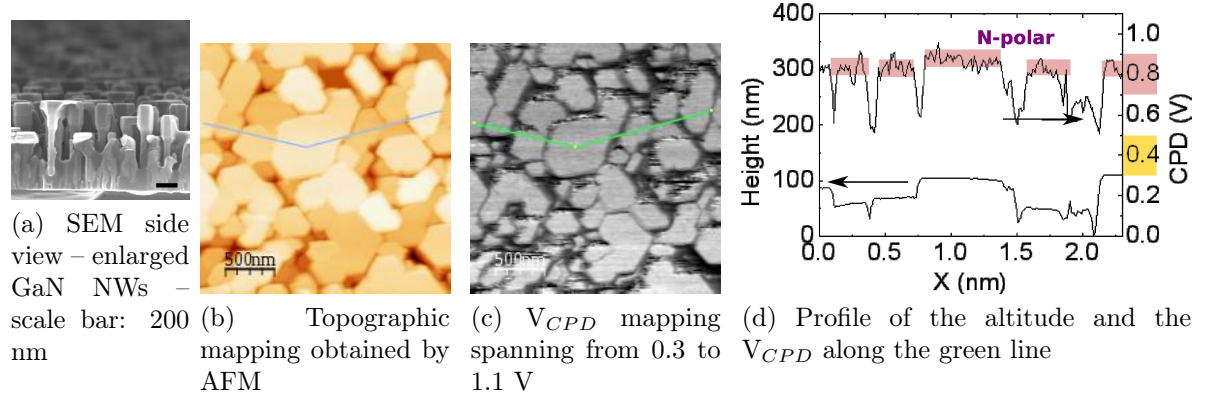 500nm
500nm
400
300
200
100
0
Height (nm)
0.0
0.5
1.0
1.5
2.0
X (nm)
N-polar
1.0
0.8
0.6
0.4
0.2
0.0
CPD (V)
(a) SEM side
view – enlarged
GaN NWs –
scale bar: 200
nm
(b) Topographic
mapping obtained by
AFM
(c) V_CPD mapping
spanning from 0.3 to
1.1 V
(d) Profile of the altitude and the
V_CPD along the green line